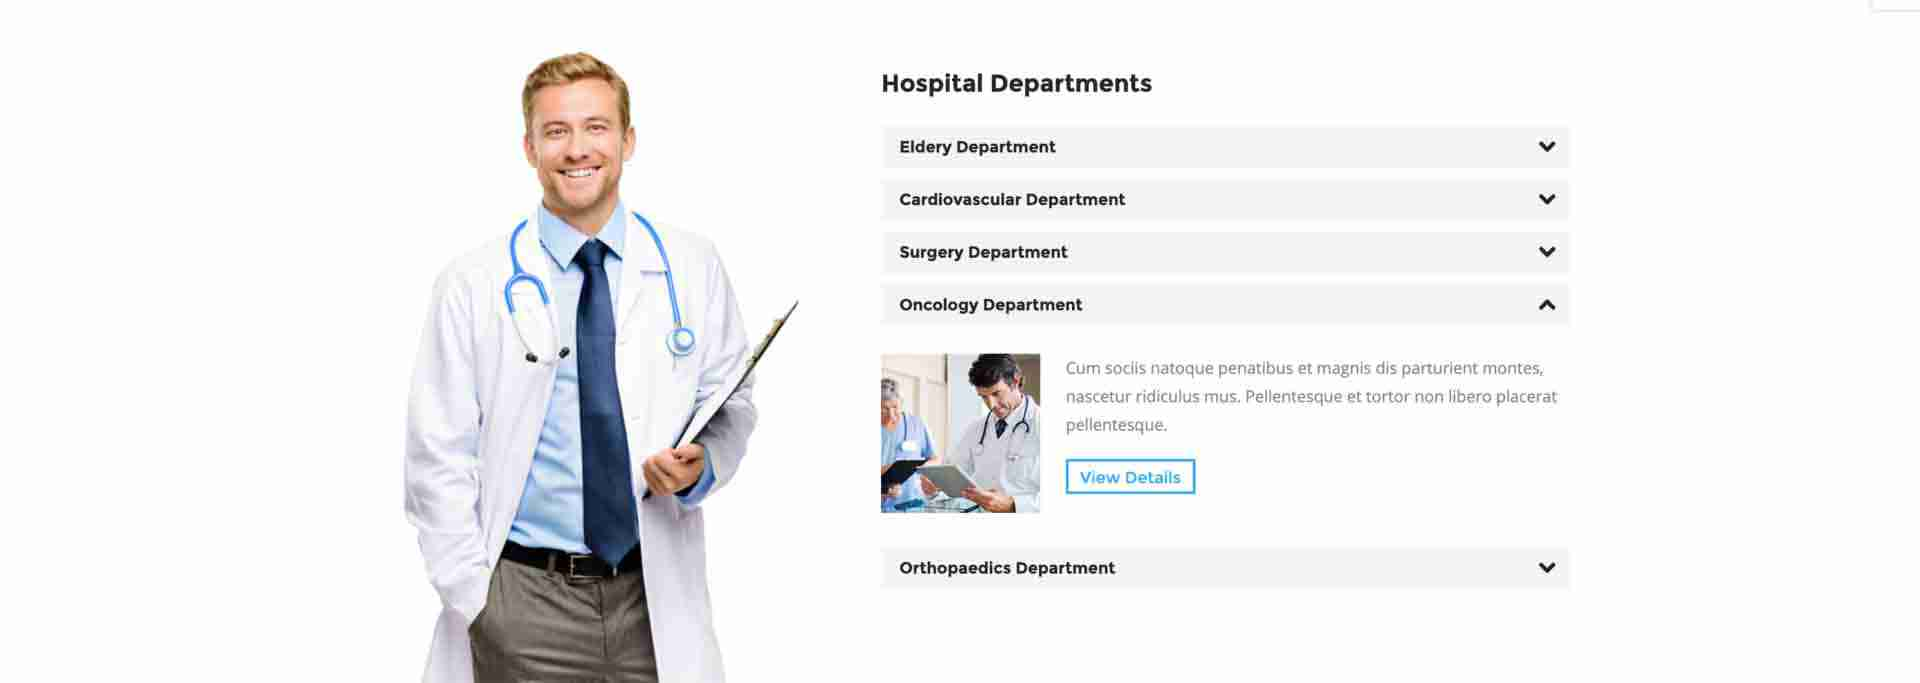 Hospital Departments
Eldery Department
Cardiovascular Department
Surgery Department
Oncology Department
Cum sociis natoque penatibus et magnis dis parturient montes,
nascetur ridiculus mus. Pellentesque et tortor non libero placerat
pellentesque.
View Details
Orthopaedics Department